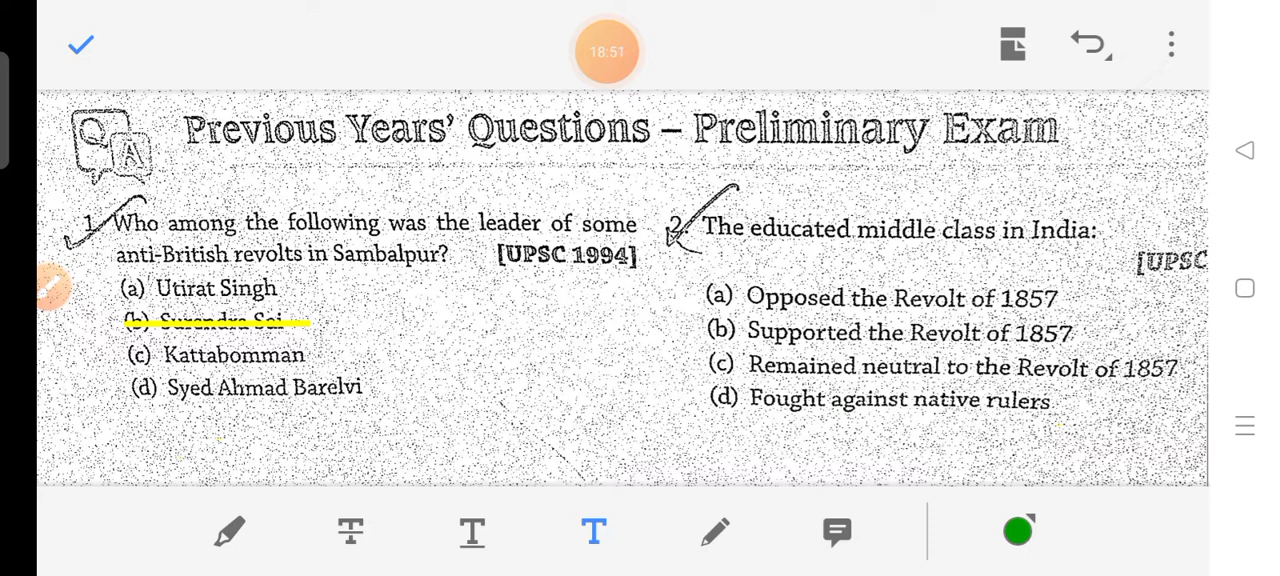 18:51
Q
A
Previous Years' Questions – Preliminary Exam
1. Who among the following was the leader of some
anti-British revolts in Sambalpur? [UPSC 1994]
(a) Utirat Singh
(b) Surendra Sai
(c) Kattabomman
(d) Syed Ahmad Barelvi
2. The educated middle class in India:
[UPSC
(a) Opposed the Revolt of 1857
(b) Supported the Revolt of 1857
(c) Remained neutral to the Revolt of 1857
(d) Fought against native rulers
T
T
T